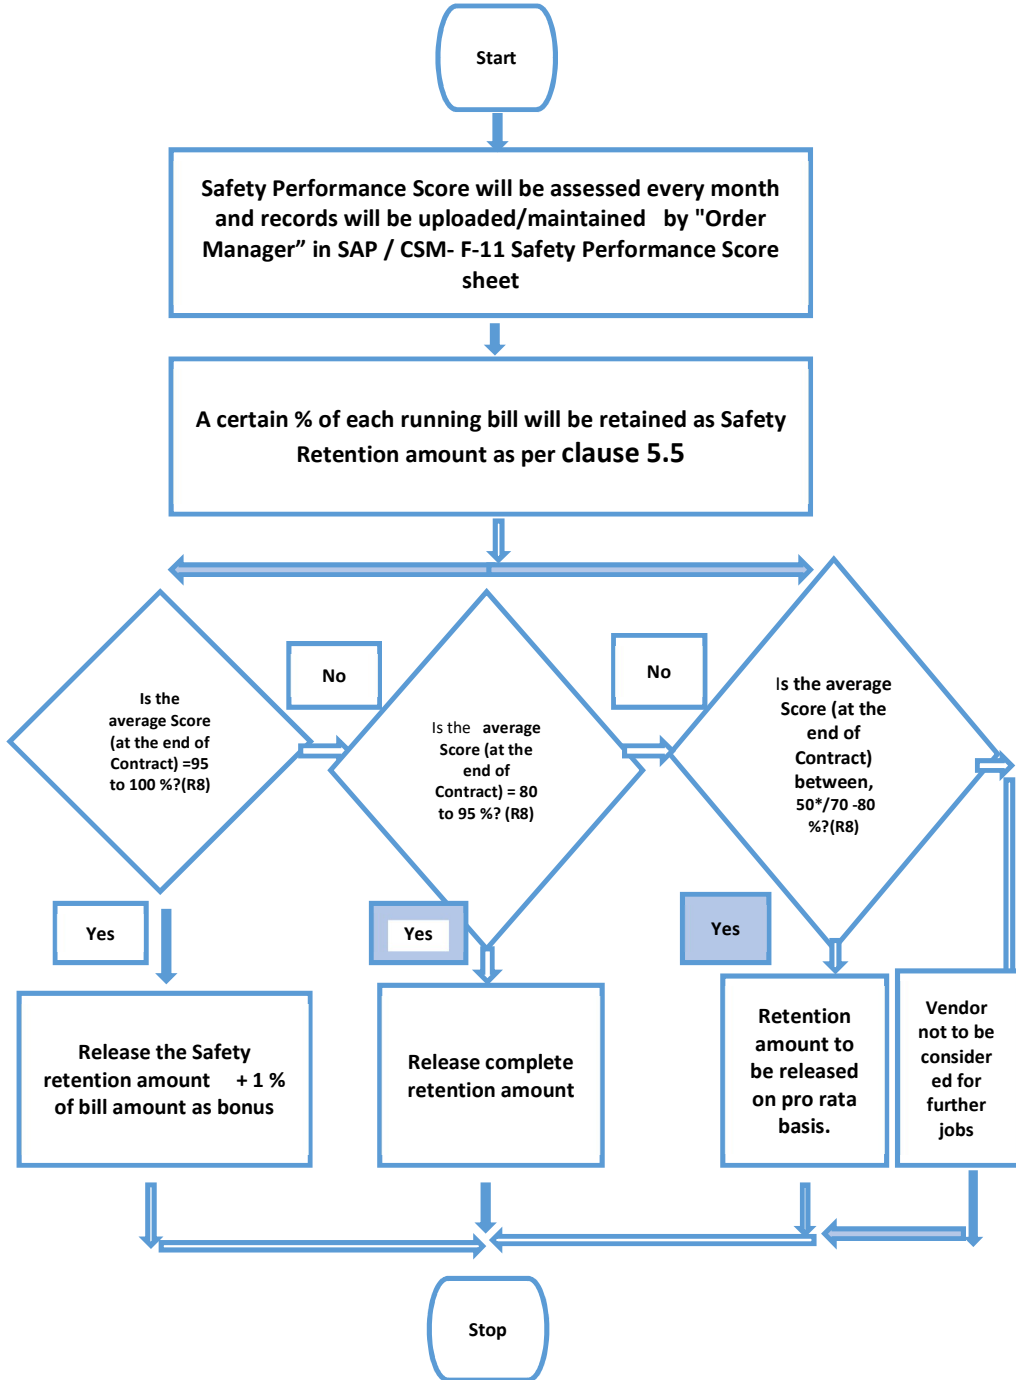 Start
Safety Performance Score will be assessed every month
and records will be uploaded/maintained by "Order
Manager” in SAP / CSM- F-11 Safety Performance Score
sheet
A certain % of each running bill will be retained as Safety
Retention amount as per clause 5.5
No
No
Is the
average Score
(at the end of
Contract) =95
to 100 %?(R8)
Is the average
Score (at the
end of
Contract) = 80
to 95 %? (R8)
Is the average
Score (at the
end of
Contract)
between,
50*/70 -80
%?(R8)
Yes
Yes
Yes
Release the Safety
retention amount + 1 %
of bill amount as bonus
Release complete
retention amount
Retention
amount to
be released
on pro rata
basis.
Vendor
not to be
consider
ed for
further
jobs
Stop